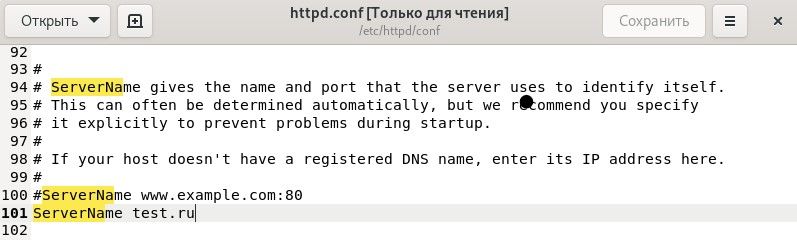 Открыть
httpd.conf [Только для чтения]
/etc/httpd/conf
Сохранить
92
93 #
94 # ServerName gives the name and port that the server uses to identify itself.
95 # This can often be determined automatically, but we recommend you specify
96 # it explicitly to prevent problems during startup.
97 #
98 # If your host doesn't have a registered DNS name, enter its IP address here.
99 #
100 #ServerName www.example.com:80
101 ServerName test.ru
102